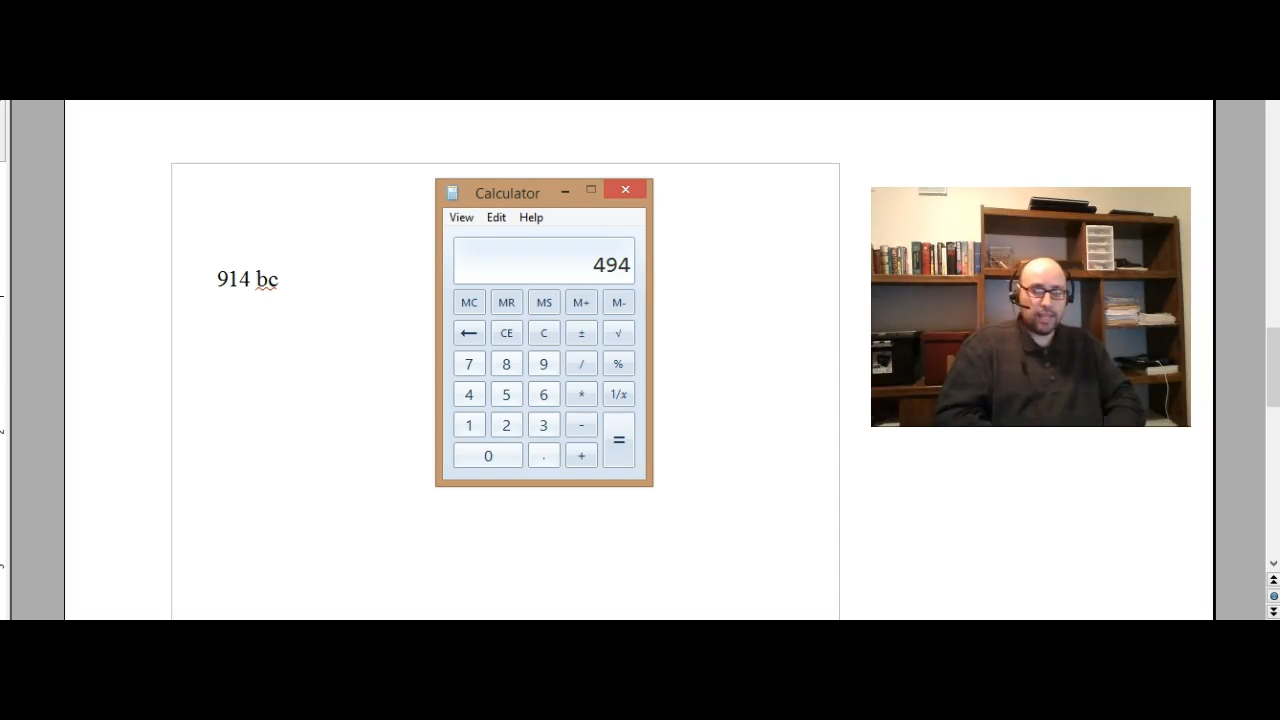 914 bc
Calculator
View Edit Help
494
MC MR MS M+ M-
← CE C ± √
7 8 9 / %
4 5 6 * 1/x
1 2 3 - =
0 . +